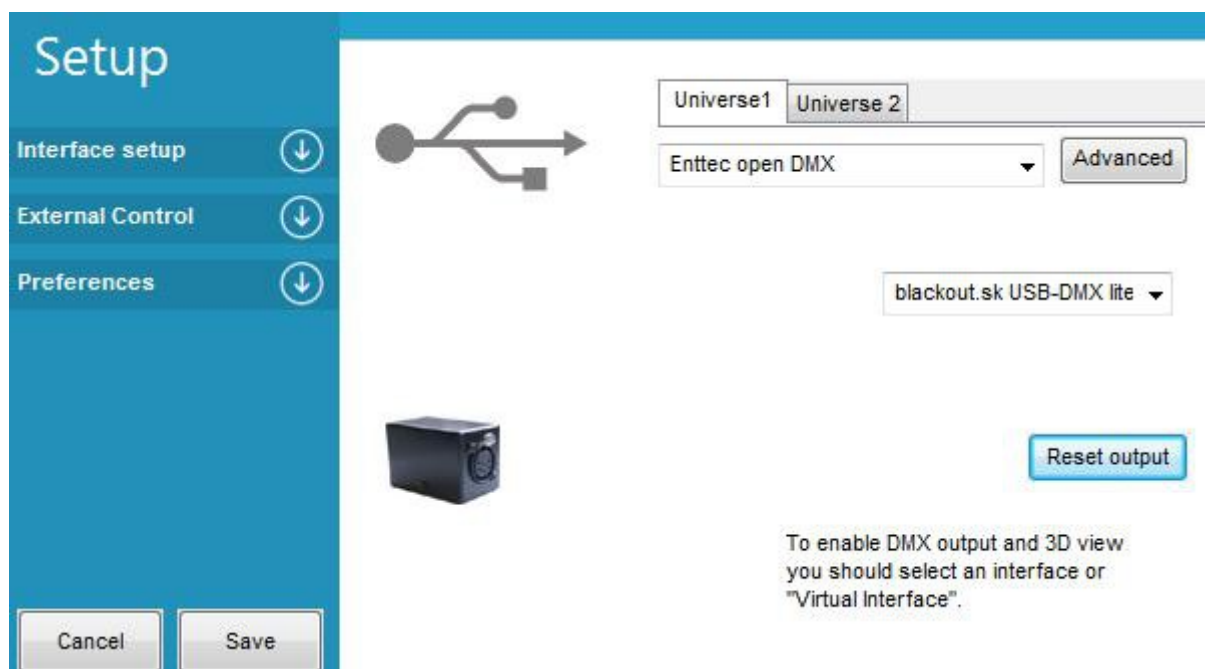 Setup
Interface setup
External Control
Preferences
Cancel
Save
Universe1
Universe 2
Enttec open DMX
Advanced
blackout.sk USB-DMX lite
Reset output
To enable DMX output and 3D view
you should select an interface or
"Virtual Interface".